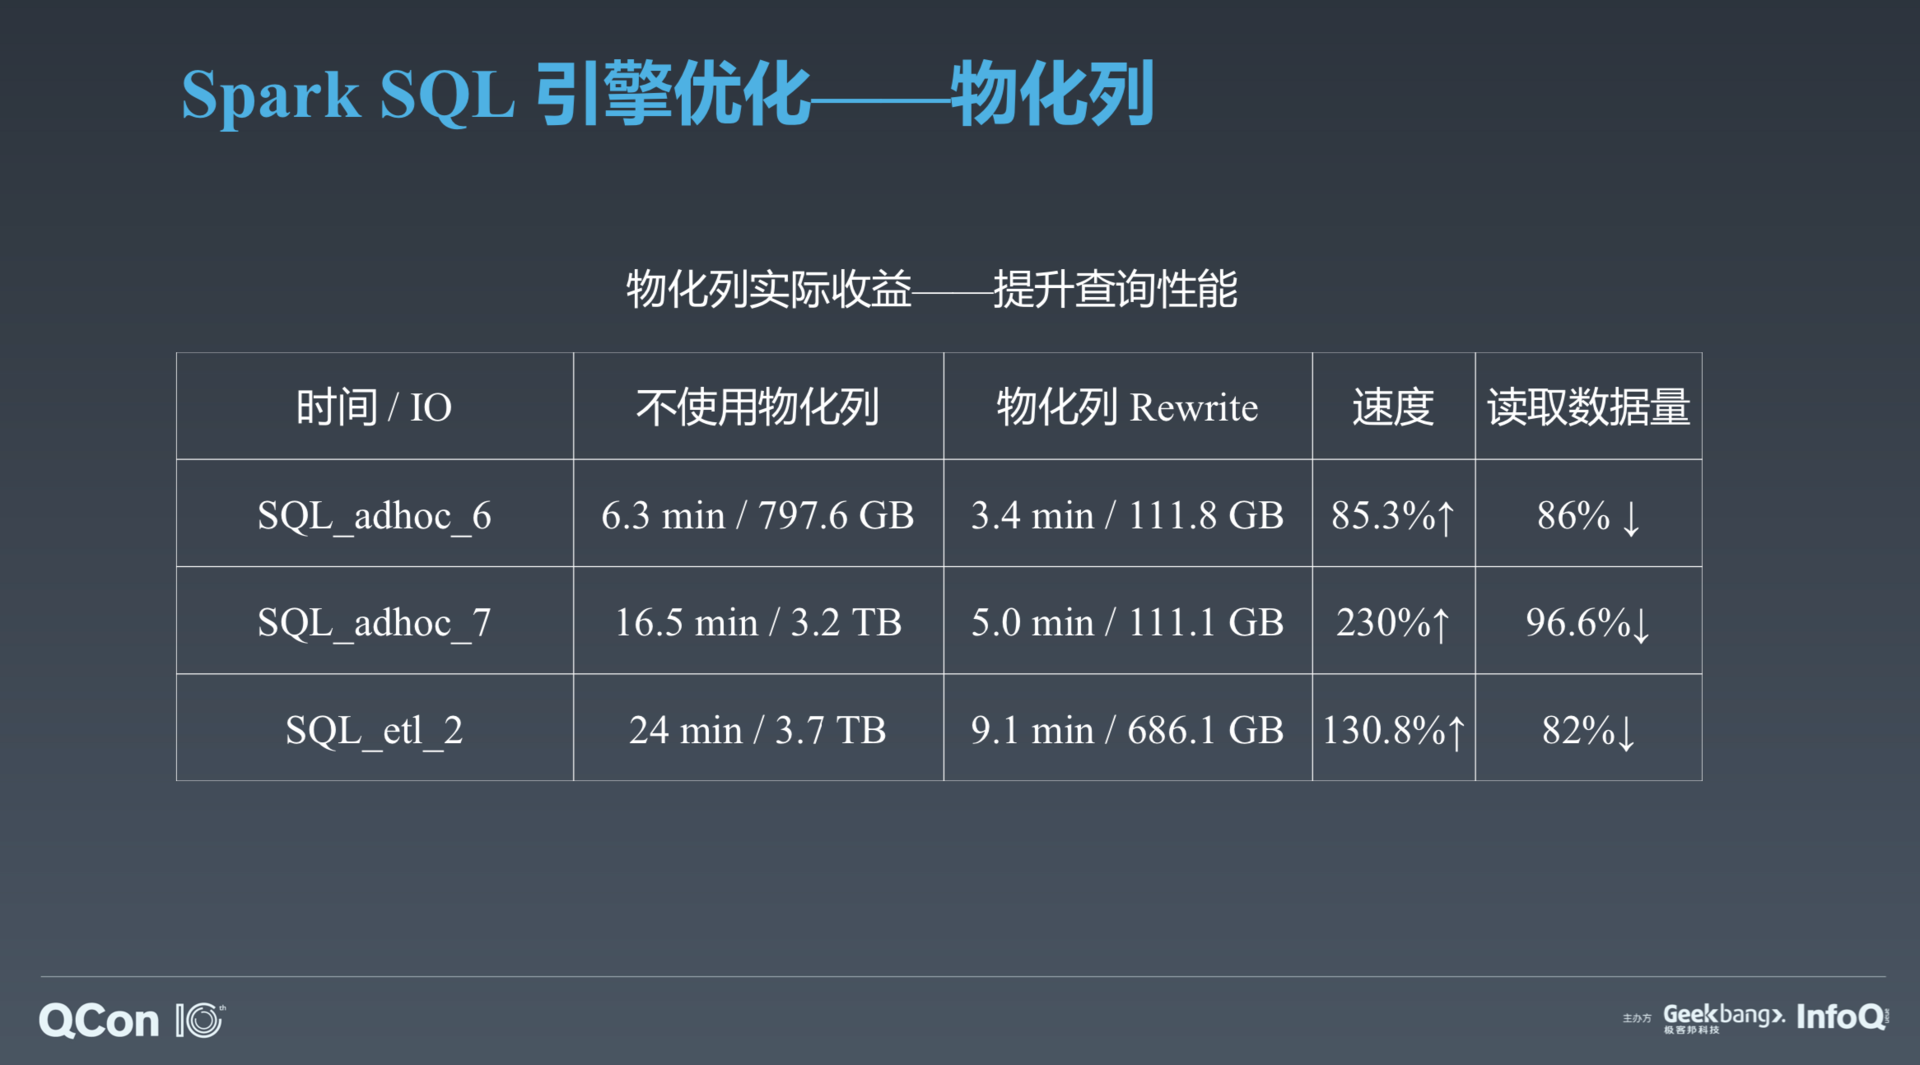 Spark SQL 引擎优化——物化列
物化列实际收益——提升查询性能
时间 / IO 不使用物化列 物化列 Rewrite 速度 读取数据量
SQL_adhoc_6 6.3 min / 797.6 GB 3.4 min / 111.8 GB 85.3%↑ 86% ↓
SQL_adhoc_7 16.5 min / 3.2 TB 5.0 min / 111.1 GB 230%↑ 96.6%↓
SQL_etl_2 24 min / 3.7 TB 9.1 min / 686.1 GB 130.8%↑ 82%↓
QCon 10th
主办方 Geekbang>. InfoQ
极客邦科技